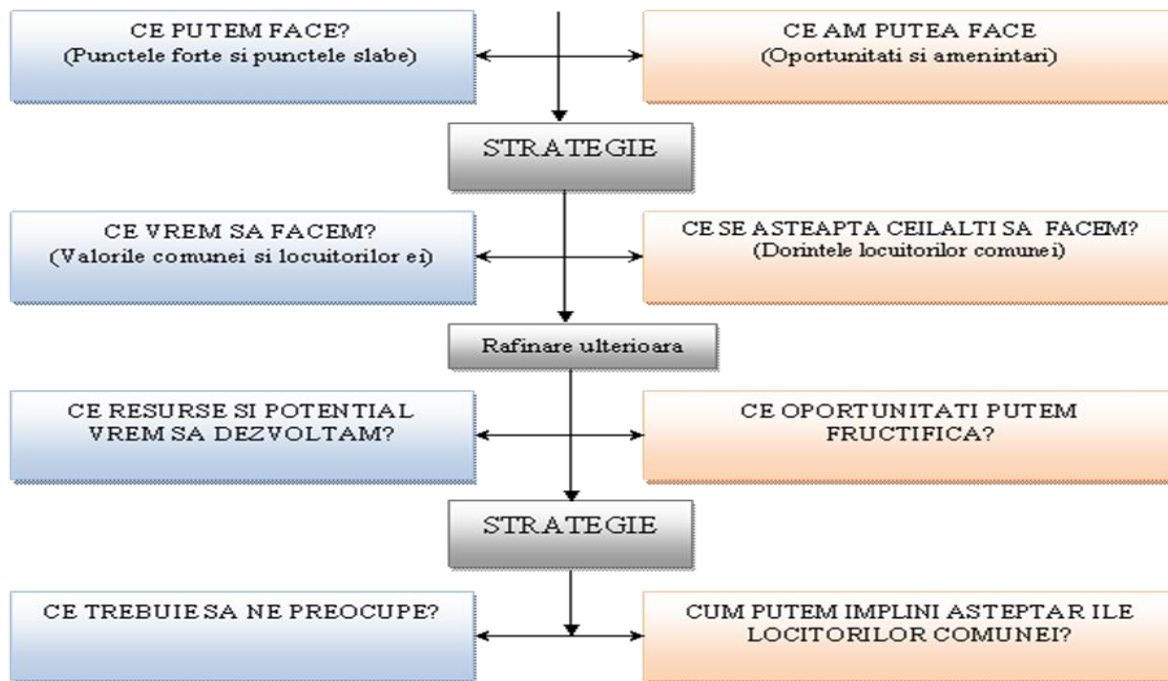 CE PUTEM FACE?
(Punctele forte si punctele slabe)
CE AM PUTEA FACE
(Oportunitati si amenintari)
STRATEGIE
CE VREM SA FACEM?
(Valorile comunei si locuitorilor ei)
CE SE ASTEAPTA CEILALTI SA FACEM?
(Dorintele locuitorilor comunei)
Rafinare ulterioara
CE RESURSE SI POTENTIAL
VREM SA DEZVOLTAM?
CE OPORTUNITATI PUTEM
FRUCTIFICA?
STRATEGIE
CE TREBUIE SA NE PREOCUPE?
CUM PUTEM IMPLINI ASTEPTAR ILE
LOCITORILOR COMUNEI?